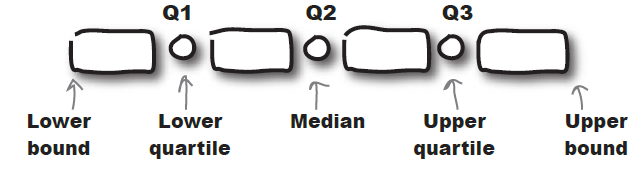 Q1 Q2 Q3
Lower Lower Median Upper Upper
bound quartile quartile bound